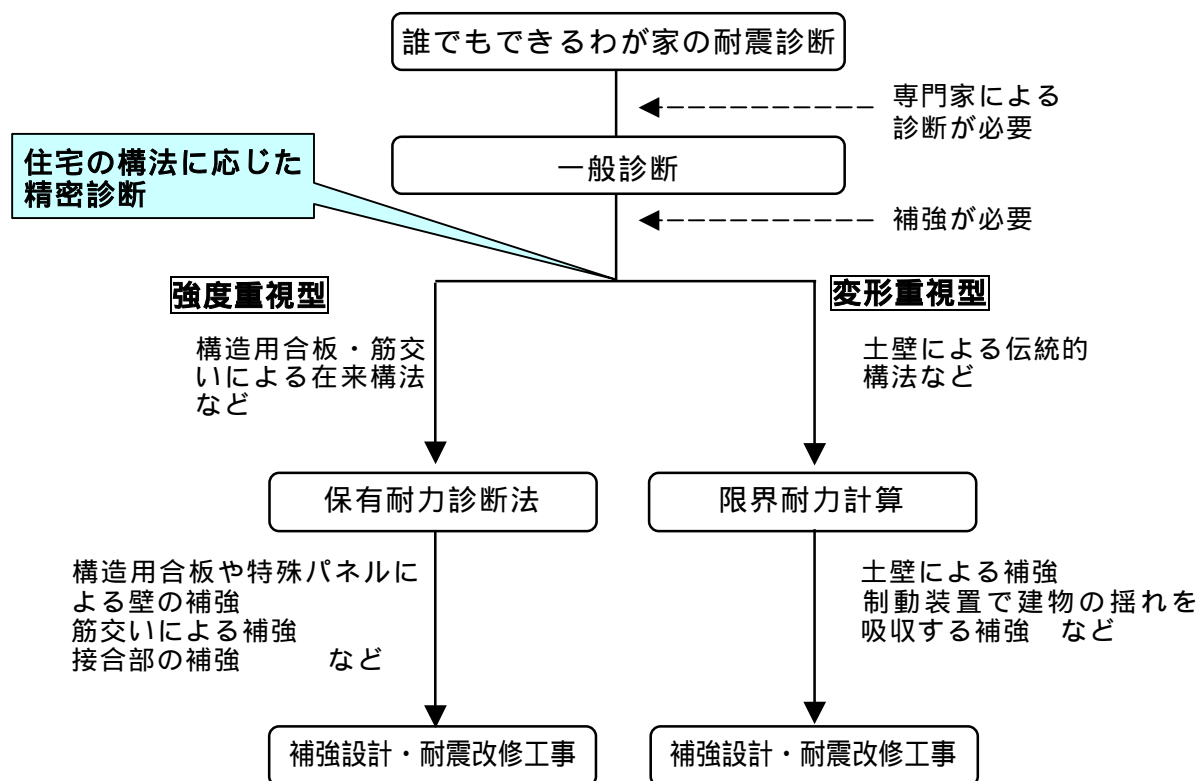 誰でもできるわが家の耐震診断
専門家による
診断が必要
住宅の構法に応じた
精密診断
一般診断
補強が必要
強度重視型
変形重視型
構造用合板・筋交
いによる在来構法
など
土壁による伝統的
構法など
保有耐力診断法
限界耐力計算
構造用合板や特殊パネルに
よる壁の補強
筋交いによる補強
接合部の補強　　　など
土壁による補強
制動装置で建物の揺れを
吸収する補強　など
補強設計・耐震改修工事
補強設計・耐震改修工事